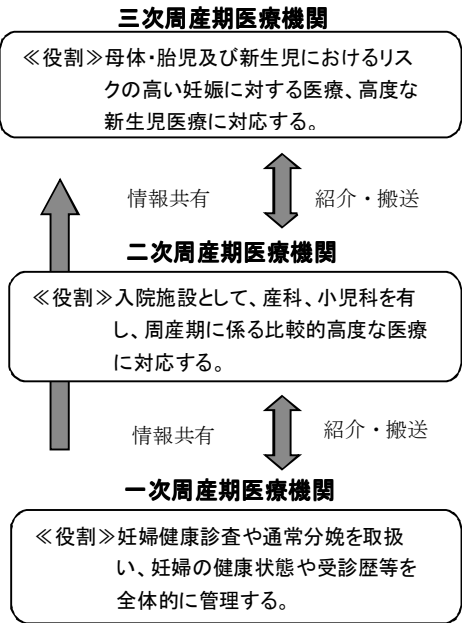 三次周産期医療機関
≪役割≫母体・胎児及び新生児におけるリス
クの高い妊娠に対する医療、高度な
新生児医療に対応する。
情報共有
紹介・搬送
二次周産期医療機関
≪役割≫入院施設として、産科、小児科を有
し、周産期に係る比較的高度な医療
に対応する。
情報共有
紹介・搬送
一次周産期医療機関
≪役割≫妊婦健康診査や通常分娩を取扱
い、妊婦の健康状態や受診歴等を
全体的に管理する。